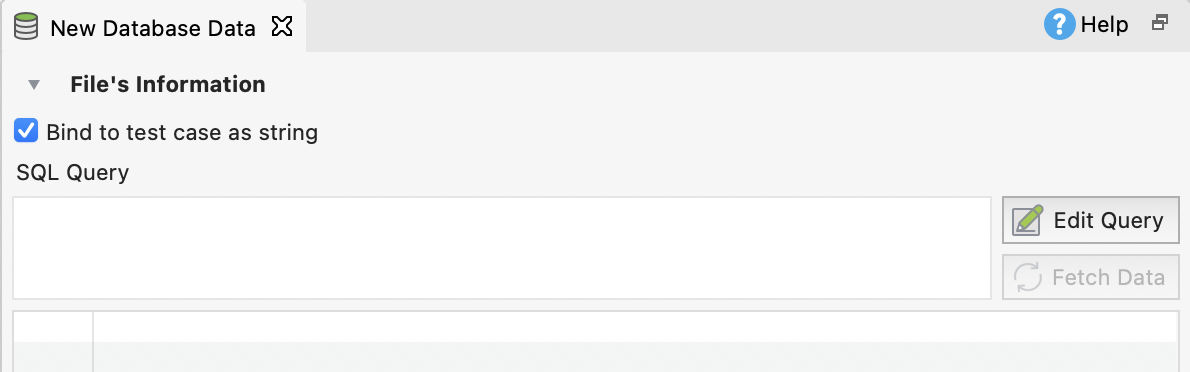 New Database Data
? Help
File's Information
Bind to test case as string
SQL Query
Edit Query
Fetch Data